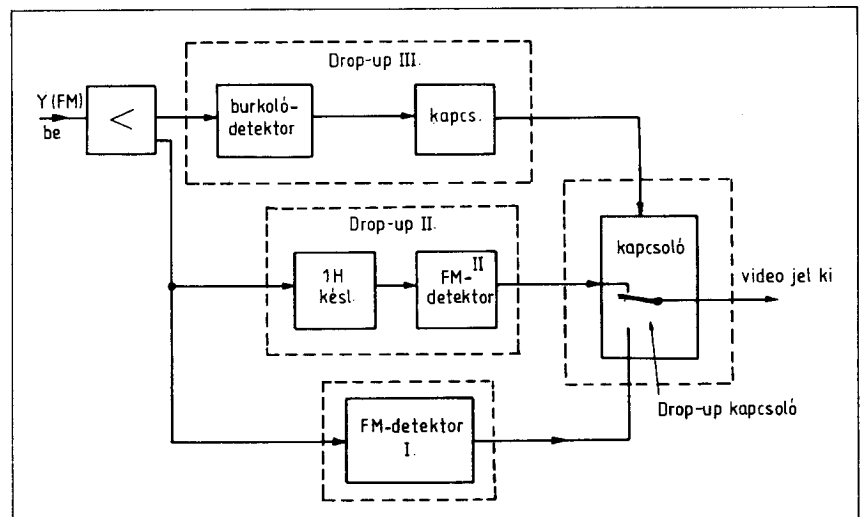 Drop-up III.
Y (FM)
be
<
burkoló-
detektor
kapcs.
Drop-up II.
1H
késl.
II
FM-
detektor
kapcsoló
video jel ki
Drop-up kapcsoló
FM-detektor
I.